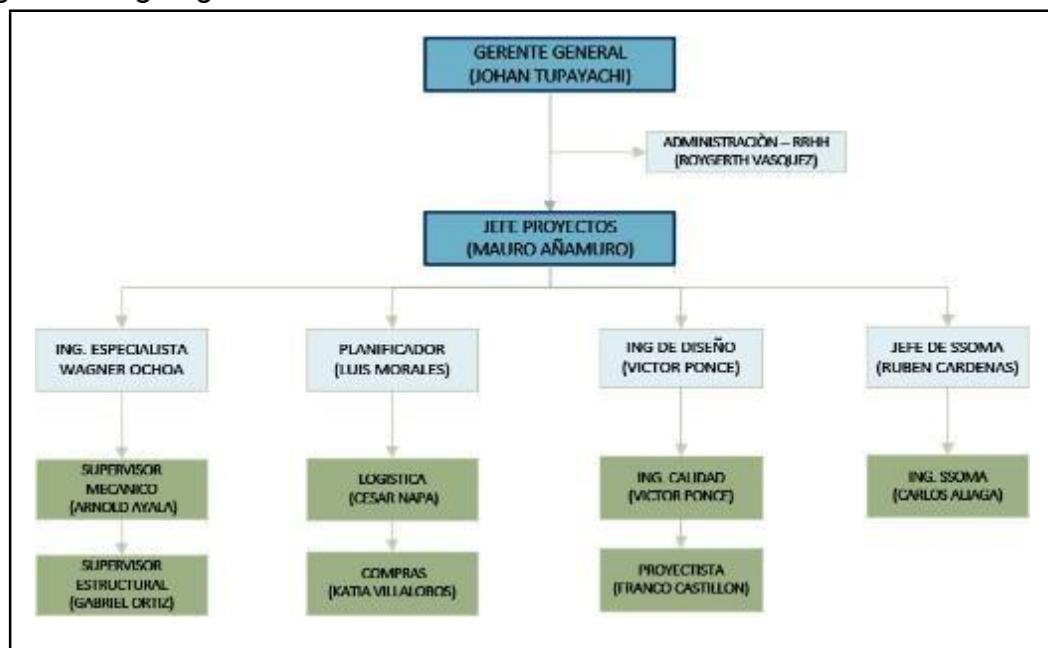 GERENTE GENERAL
(JOHAN TUPAYACHI)
ADMINISTRACIÒN – RRHH
(ROYGERTH VASQUEZ)
JEFE PROYECTOS
(MAURO AÑAMURO)
ING. ESPECIALISTA
WAGNER OCHOA
PLANIFICADOR
(LUIS MORALES)
ING DE DISEÑO
(VICTOR PONCE)
JEFE DE SSOMA
(RUBEN CARDENAS)
SUPERVISOR
MECANICO
(ARNOLD AYALA)
LOGISTICA
(CESAR NAPA)
ING. CALIDAD
(VICTOR PONCE)
ING. SSOMA
(CARLOS ALIAGA)
SUPERVISOR
ESTRUCTURAL
(GABRIEL ORTIZ)
COMPRAS
(KATIA VILLALOBOS)
PROYECTISTA
(FRANCO CASTILLON)